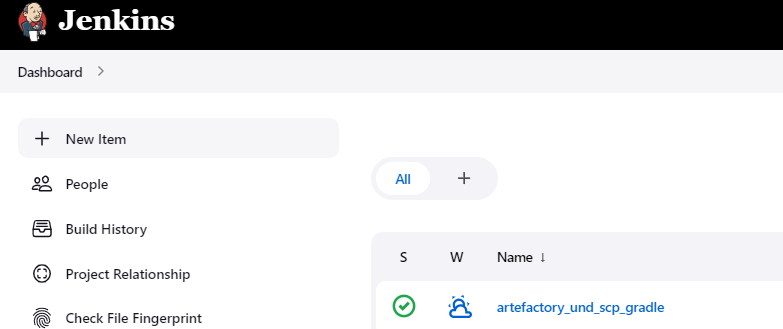 Jenkins
Dashboard
New Item
People
Build History
Project Relationship
Check File Fingerprint
All
S W Name ↓
artefactory_und_scp_gradle